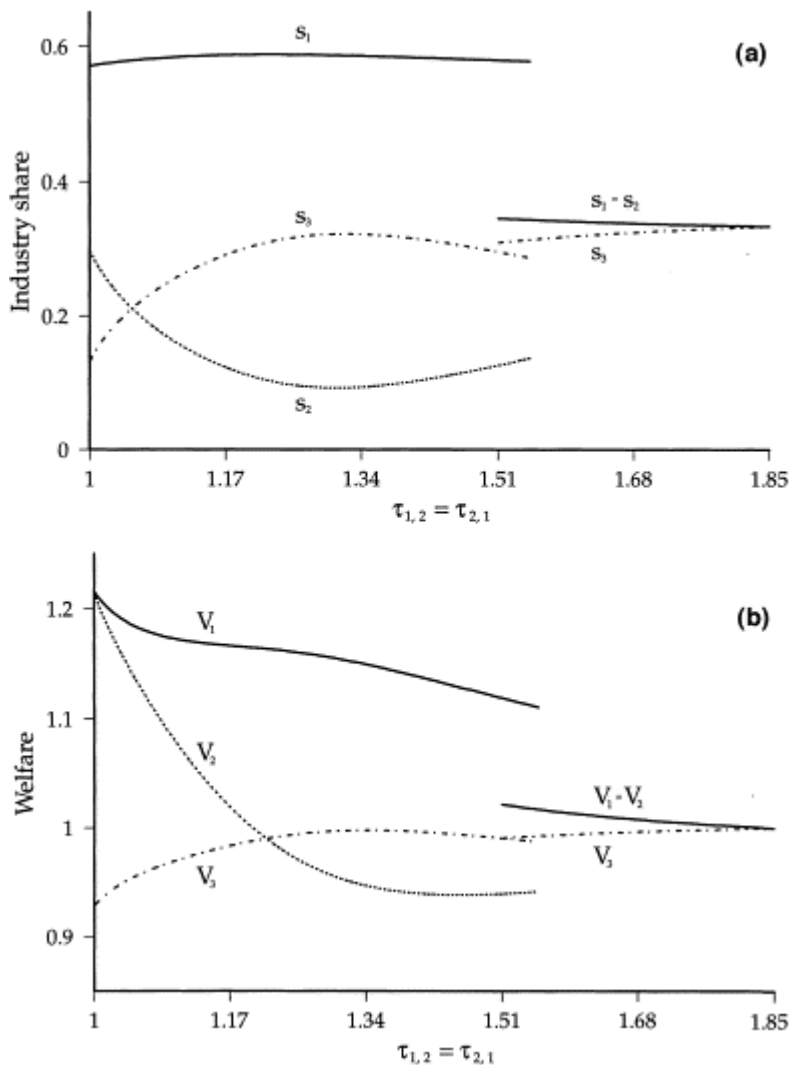 (a)
0.6
0.4
0.2
0
Industry share
s₁
s₃
s₂
s₁ = s₂
s₃
1 1.17 1.34 1.51 1.68 1.85
τ₁,₂ = τ₂,₁
(b)
1.2
1.1
1
0.9
Welfare
V₁
V₂
V₃
V₁ = V₂
V₃
1 1.17 1.34 1.51 1.68 1.85
τ₁,₂ = τ₂,₁